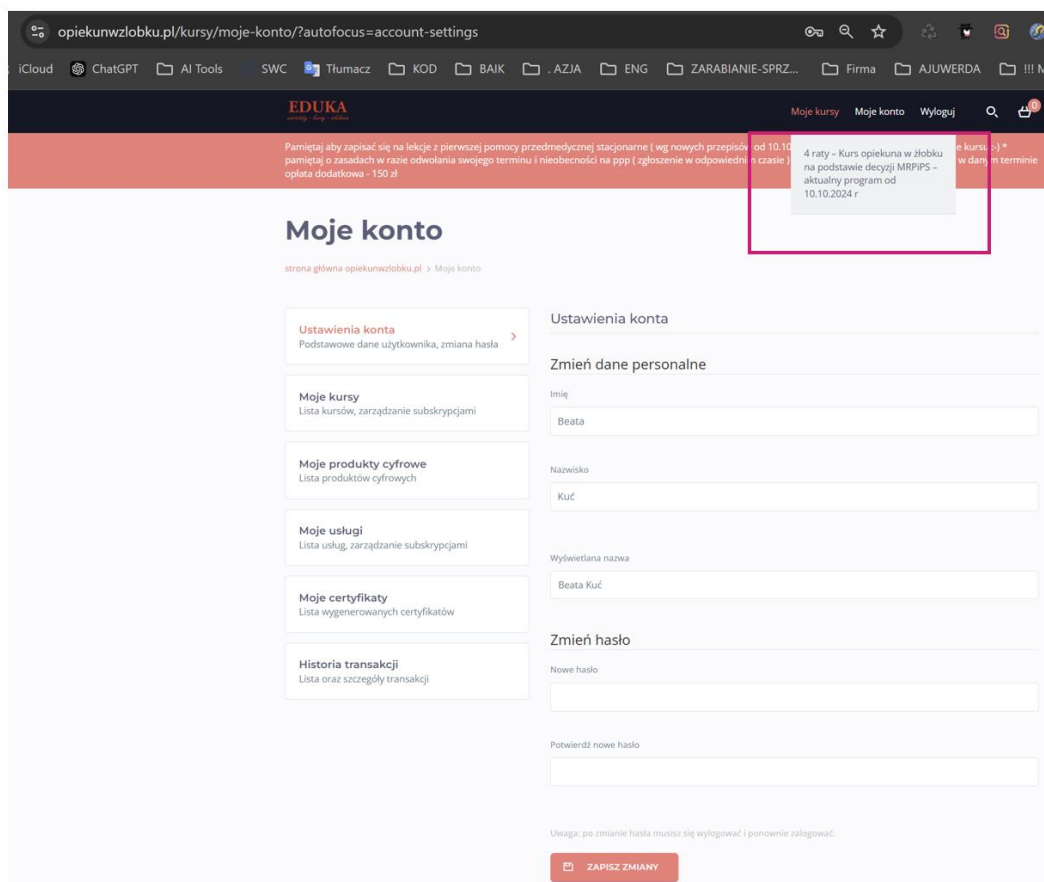 opiekunwzlobku.pl/kursy/moje-konto/?autofocus=account-settings
iCloud ChatGPT AI Tools SWC Tłumacz KOD BAIK . AZJA ENG ZARABIANIE-SPRZ... Firma AJUWERDA !!! M
EDUKA
Moje kursy Moje konto Wyloguj 0
Pamiętaj aby zapisać się na lekcje z pierwszej pomocy przedmedycznej stacjonarne ( wg nowych przepisów od 10.10
pamiętaj o zasadach w razie odwołania swojego terminu i nieobecności na ppp ( zgłoszenie w odpowiednim czasie ) w danym terminie
opłata dodatkowa - 150 zł
4 raty – Kurs opiekuna w żłobku
na podstawie decyzji MRPiPS –
aktualny program od
10.10.2024 r
Moje konto
strona główna opiekunwzlobku.pl > Moje konto
Ustawienia konta
Podstawowe dane użytkownika, zmiana hasła
Moje kursy
Lista kursów, zarządzanie subskrypcjami
Moje produkty cyfrowe
Lista produktów cyfrowych
Moje usługi
Lista usług, zarządzanie subskrypcjami
Moje certyfikaty
Lista wygenerowanych certyfikatów
Historia transakcji
Lista oraz szczegóły transakcji
Ustawienia konta
Zmień dane personalne
Imię
Beata
Nazwisko
Kuć
Wyświetlana nazwa
Beata Kuć
Zmień hasło
Nowe hasło
Potwierdź nowe hasło
Uwaga: po zmianie hasła musisz się wylogować i ponownie zalogować.
ZAPISZ ZMIANY